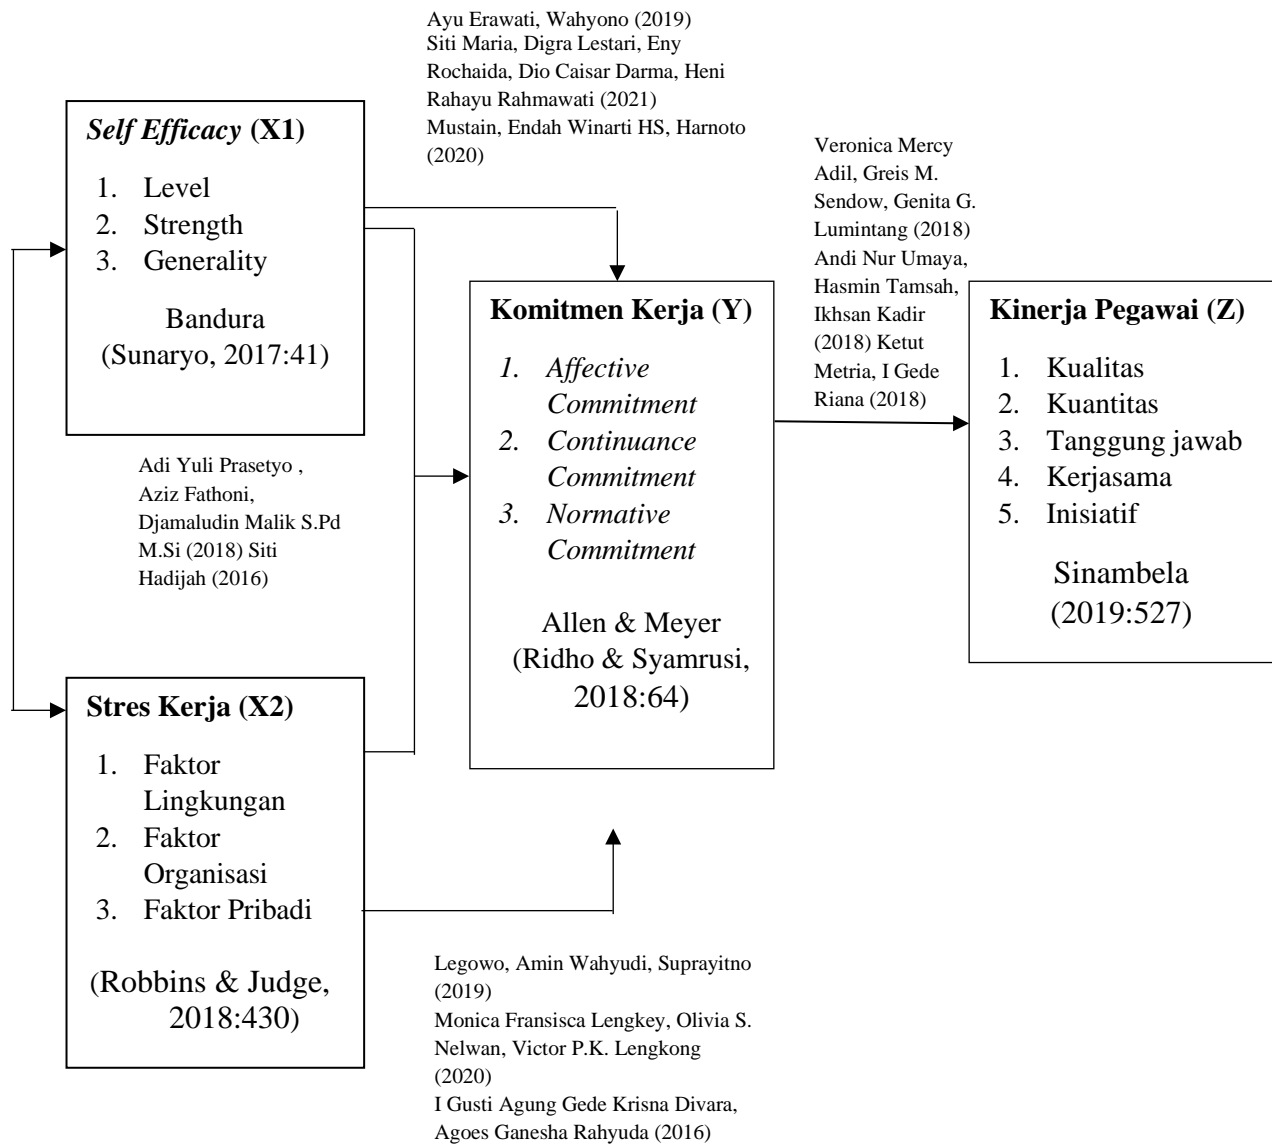 Ayu Erawati, Wahyono (2019)
Siti Maria, Digra Lestari, Eny
Rochaida, Dio Caisar Darma, Heni
Rahayu Rahmawati (2021)
Mustain, Endah Winarti HS, Harnoto
(2020)
Self Efficacy (X1)
1. Level
2. Strength
3. Generality
Bandura
(Sunaryo, 2017:41)
Adi Yuli Prasetyo ,
Aziz Fathoni,
Djamaludin Malik S.Pd
M.Si (2018) Siti
Hadijah (2016)
Stres Kerja (X2)
1. Faktor
Lingkungan
2. Faktor
Organisasi
3. Faktor Pribadi
(Robbins & Judge,
2018:430)
Komitmen Kerja (Y)
1. Affective
Commitment
2. Continuance
Commitment
3. Normative
Commitment
Allen & Meyer
(Ridho & Syamrusi,
2018:64)
Legowo, Amin Wahyudi, Suprayitno
(2019)
Monica Fransisca Lengkey, Olivia S.
Nelwan, Victor P.K. Lengkong
(2020)
I Gusti Agung Gede Krisna Divara,
Agoes Ganesha Rahyuda (2016)
Veronica Mercy
Adil, Greis M.
Sendow, Genita G.
Lumintang (2018)
Andi Nur Umaya,
Hasmin Tamsah,
Ikhsan Kadir
(2018) Ketut
Metria, I Gede
Riana (2018)
Kinerja Pegawai (Z)
1. Kualitas
2. Kuantitas
3. Tanggung jawab
4. Kerjasama
5. Inisiatif
Sinambela
(2019:527)